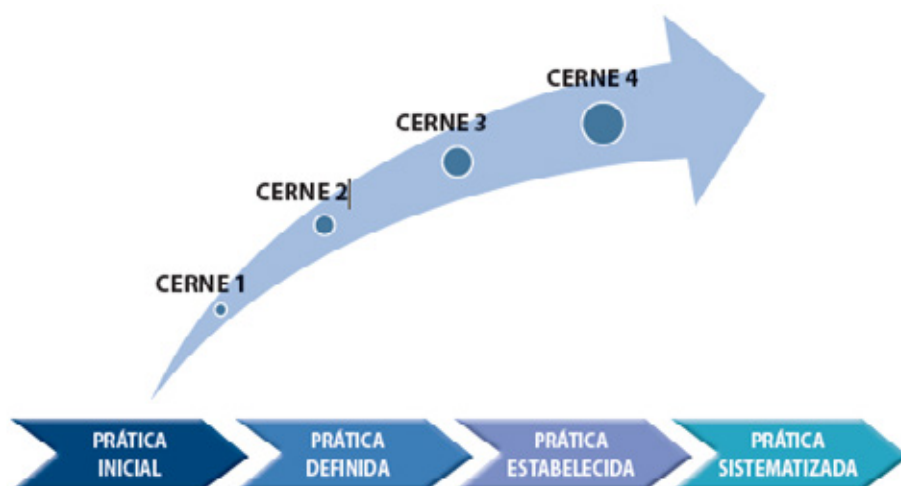 CERNE 4
CERNE 3
CERNE 2
CERNE 1
PRÁTICA
INICIAL
PRÁTICA
DEFINIDA
PRÁTICA
ESTABELECIDA
PRÁTICA
SISTEMATIZADA